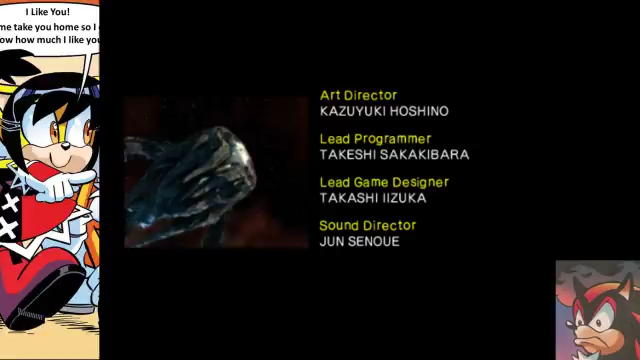 I Like You!
me take you home so I
ow how much I like you
Art Director
KAZUYUKI HOSHINO
Lead Programmer
TAKESHI SAKAKIBARA
Lead Game Designer
TAKASHI IIZUKA
Sound Director
JUN SENOUE